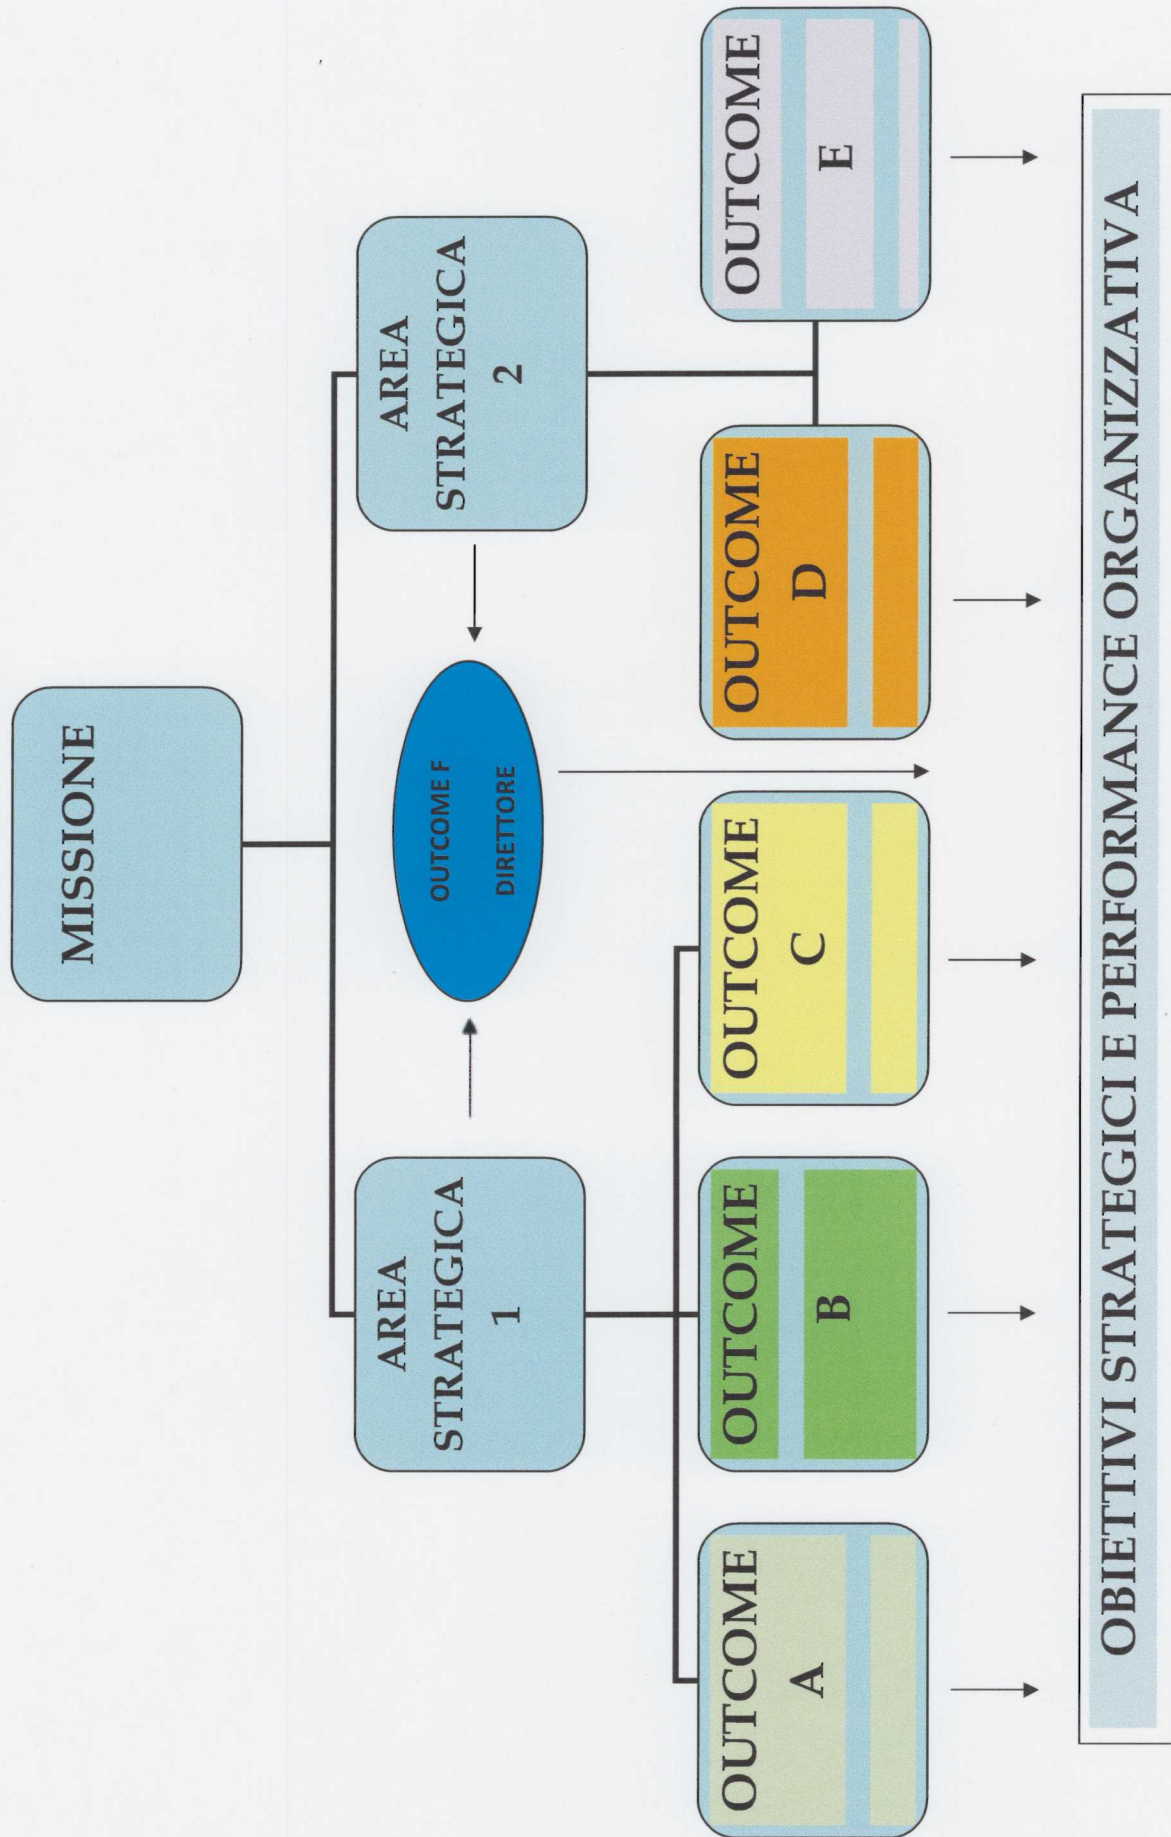 MISSIONE
AREA
STRATEGICA
1
OUTCOME F
DIRETTORE
AREA
STRATEGICA
2
OUTCOME
A
OUTCOME
B
OUTCOME
C
OUTCOME
D
OUTCOME
E
OBIETTIVI STRATEGICI E PERFORMANCE ORGANIZZATIVA